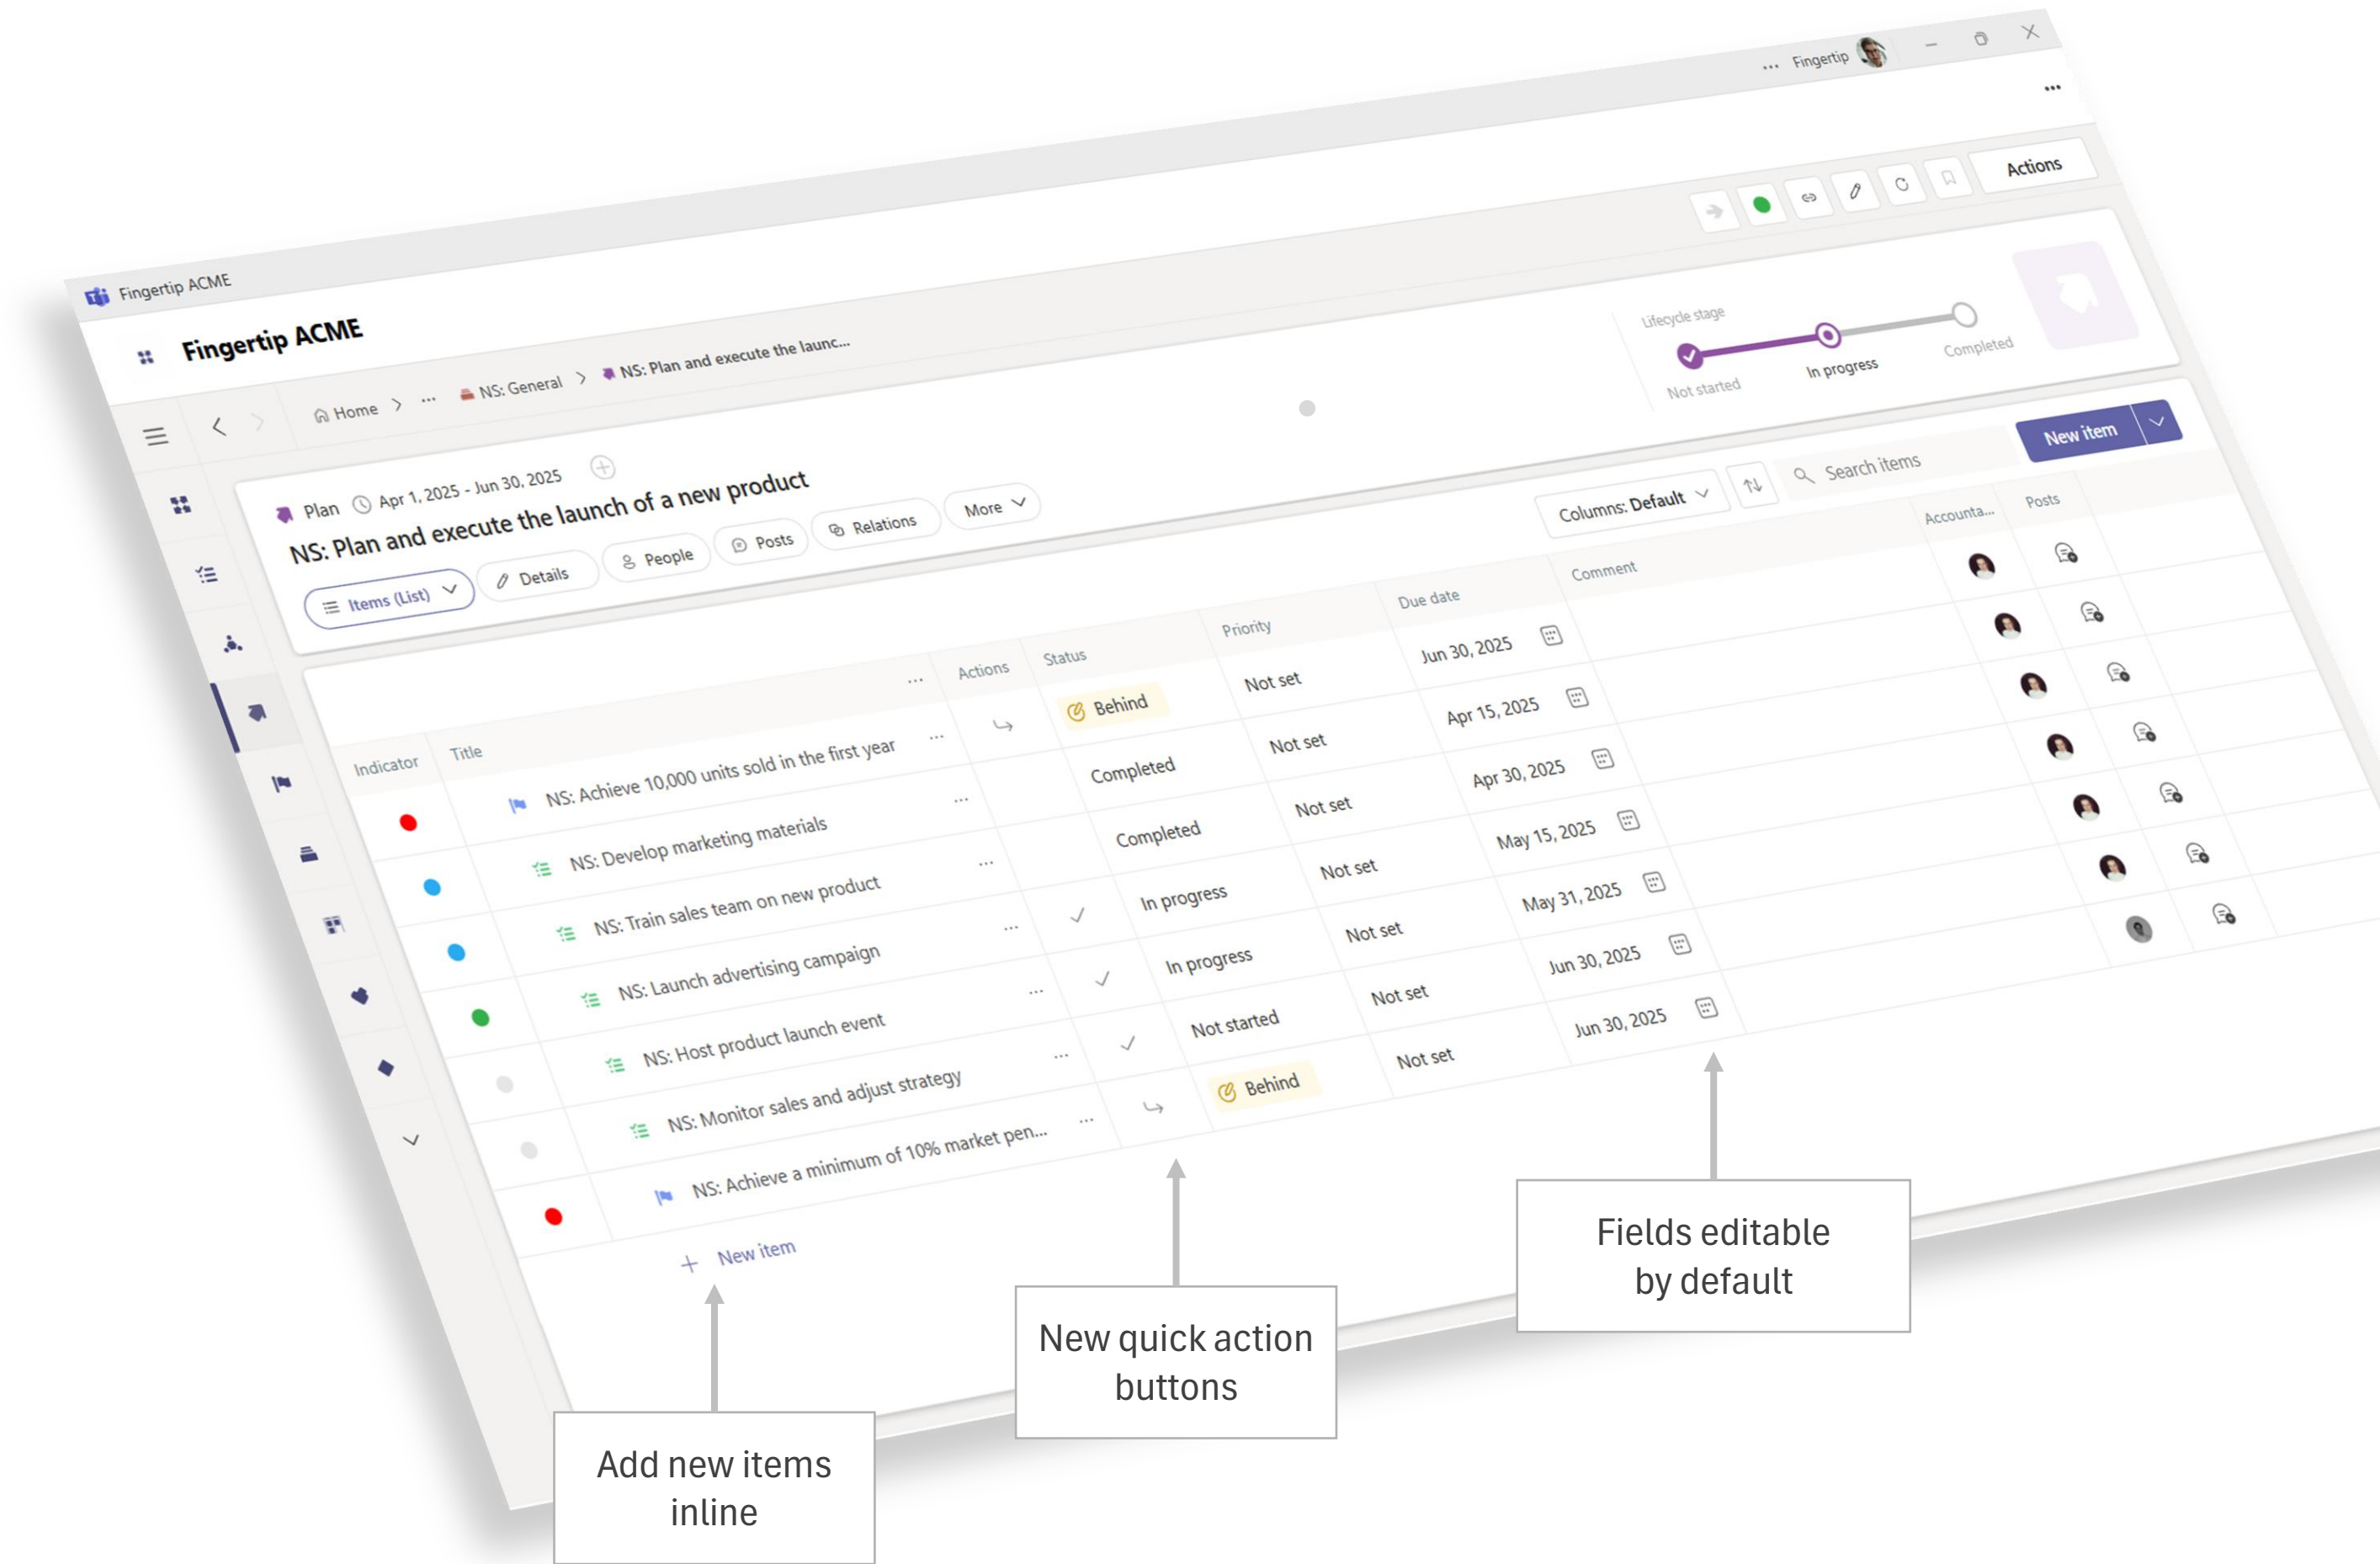 Fingertip ACME
... Fingertip
Fingertip ACME
Home > ... NS: General > NS: Plan and execute the launc...
Actions
Plan Apr 1, 2025 - Jun 30, 2025
NS: Plan and execute the launch of a new product
Items (List) Details People Posts Relations More
Lifecycle stage
Not started In progress Completed
Columns: Default Search items New item
Indicator Title ... Actions Status Priority Due date Comment Accounta... Posts
NS: Achieve 10,000 units sold in the first year ... Behind Not set Jun 30, 2025
NS: Develop marketing materials ... Completed Not set Apr 15, 2025
NS: Train sales team on new product ... Completed Not set Apr 30, 2025
NS: Launch advertising campaign ... In progress Not set May 15, 2025
NS: Host product launch event ... In progress Not set May 31, 2025
NS: Monitor sales and adjust strategy ... Not started Not set Jun 30, 2025
NS: Achieve a minimum of 10% market pen... ... Behind Not set Jun 30, 2025
+ New item
Add new items
inline
New quick action
buttons
Fields editable
by default